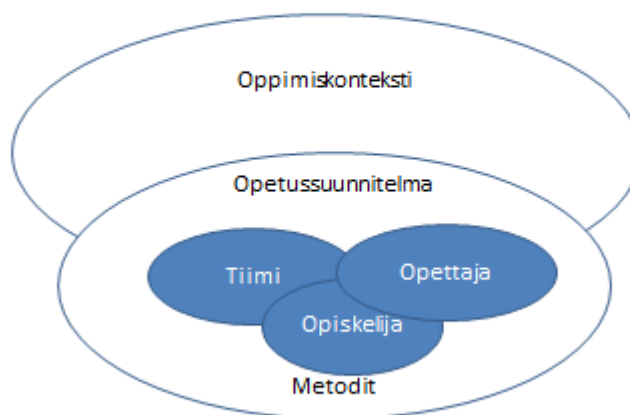 Oppimiskonteksti
Opetussuunnitelma
Tiimi
Opettaja
Opiskelija
Metodit